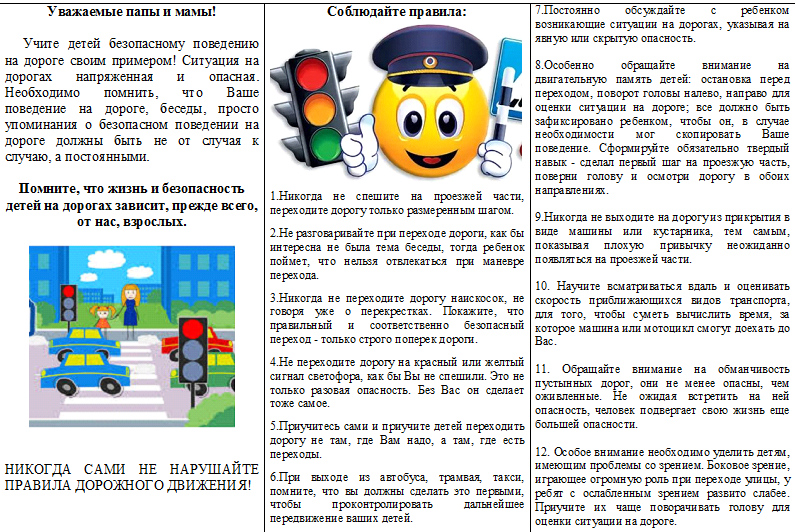 Уважаемые папы и мамы!
Учите детей безопасному поведению
на дороге своим примером! Ситуация на
дорогах напряженная и опасная.
Необходимо помнить, что Ваше
поведение на дороге, беседы, просто
упоминания о безопасном поведении на
дороге должны быть не от случая к
случаю, а постоянными.
Помните, что жизнь и безопасность
детей на дорогах зависит, прежде всего,
от нас, взрослых.
НИКОГДА САМИ НЕ НАРУШАЙТЕ
ПРАВИЛА ДОРОЖНОГО ДВИЖЕНИЯ!
Соблюдайте правила:
1.Никогда не спешите на проезжей части,
переходите дорогу только размеренным шагом.
2.Не разговаривайте при переходе дороги, как бы
интересна не была тема беседы, тогда ребенок
поймет, что нельзя отвлекаться при маневре
перехода.
3.Никогда не переходите дорогу наискосок, не
говоря уже о перекрестках. Покажите, что
правильный и соответственно безопасный
переход - только строго поперек дороги.
4.Не переходите дорогу на красный или желтый
сигнал светофора, как бы Вы не спешили. Это не
только разовая опасность. Без Вас он сделает
тоже самое.
5.Приучитесь сами и приучите детей переходить
дорогу не там, где Вам надо, а там, где есть
переходы.
6.При выходе из автобуса, трамвая, такси,
помните, что вы должны сделать это первыми,
чтобы проконтролировать дальнейшее
передвижение ваших детей.
7.Постоянно обсуждайте с ребенком
возникающие ситуации на дорогах, указывая на
явную или скрытую опасность.
8.Особенно обращайте внимание на
двигательную память детей: остановка перед
переходом, поворот головы налево, направо для
оценки ситуации на дороге; все должно быть
зафиксировано ребенком, чтобы он, в случае
необходимости мог скопировать Ваше
поведение. Сформируйте обязательно твердый
навык - сделал первый шаг на проезжую часть,
поверни голову и осмотри дорогу в обоих
направлениях.
9.Никогда не выходите на дорогу из прикрытия в
виде машины или кустарника, тем самым,
показывая плохую привычку неожиданно
появляться на проезжей части.
10. Научите всматриваться вдаль и оценивать
скорость приближающихся видов транспорта,
для того, чтобы суметь вычислить время, за
которое машина или мотоцикл смогут доехать до
Вас.
11. Обращайте внимание на обманчивость
пустынных дорог, они не менее опасны, чем
оживленные. Не ожидая встретить на ней
опасность, человек подвергает свою жизнь еще
большей опасности.
12. Особое внимание необходимо уделить детям,
имеющим проблемы со зрением. Боковое зрение,
играющее огромную роль при переходе улицы, у
ребят с ослабленным зрением развито слабее.
Приучите их чаще поворачивать голову для
оценки ситуации на дороге.